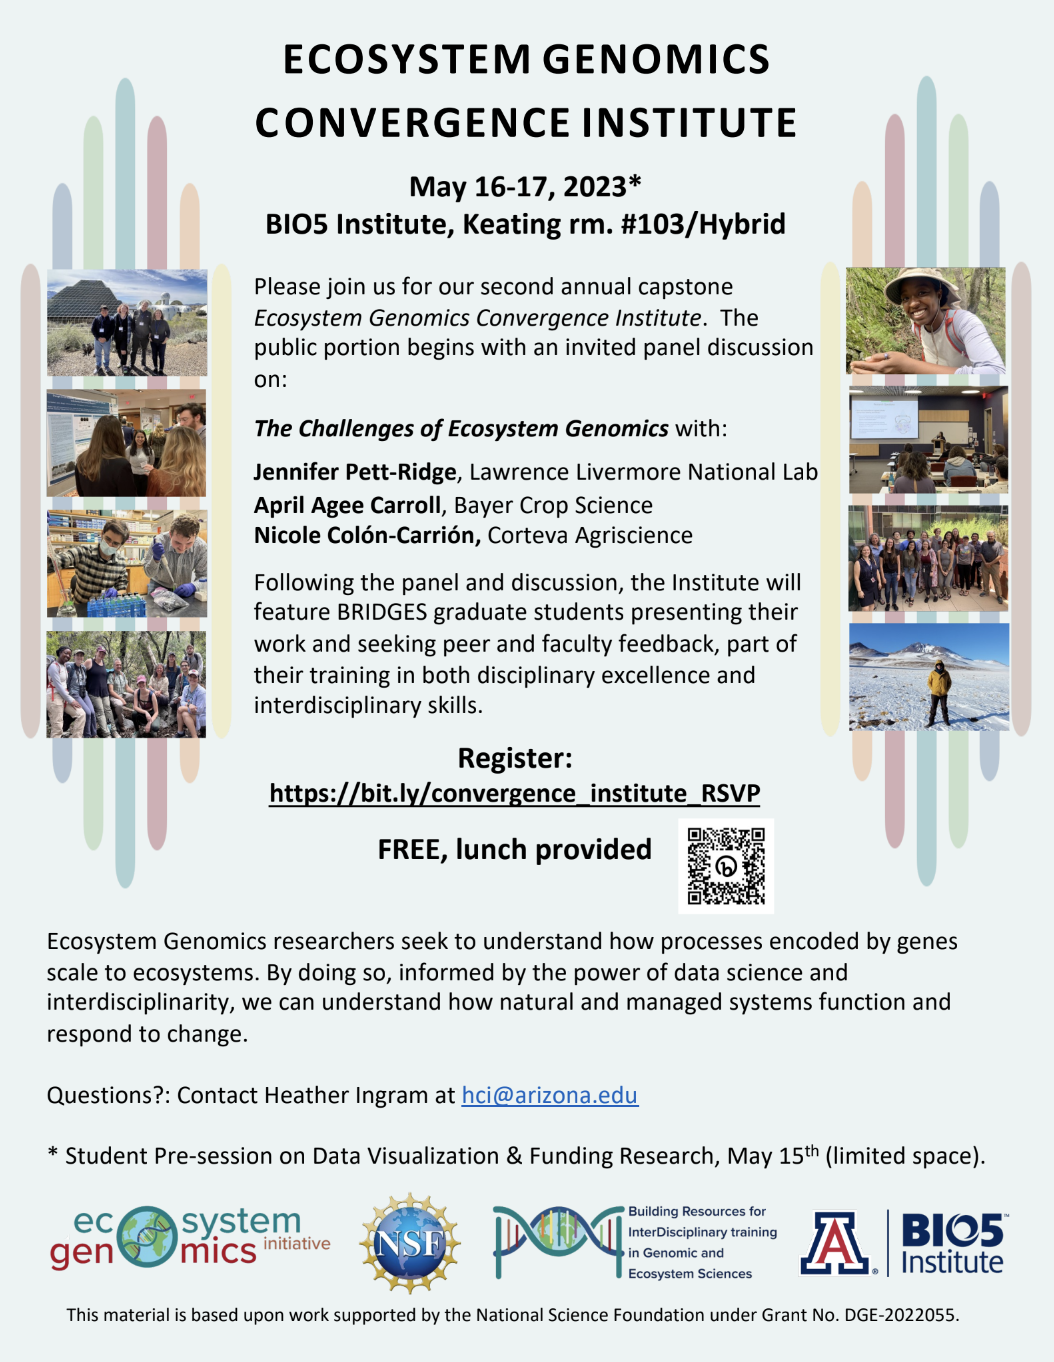 ECOSYSTEM GENOMICS
CONVERGENCE INSTITUTE
May 16-17, 2023*
BIO5 Institute, Keating rm. #103/Hybrid
Please join us for our second annual capstone
Ecosystem Genomics Convergence Institute.  The
public portion begins with an invited panel discussion
on:
The Challenges of Ecosystem Genomics with:
Jennifer Pett-Ridge, Lawrence Livermore National Lab
April Agee Carroll, Bayer Crop Science
Nicole Colón-Carrión, Corteva Agriscience
Following the panel and discussion, the Institute will
feature BRIDGES graduate students presenting their
work and seeking peer and faculty feedback, part of
their training in both disciplinary excellence and
interdisciplinary skills.
Register:
https://bit.ly/convergence_institute_RSVP
FREE, lunch provided
Ecosystem Genomics researchers seek to understand how processes encoded by genes
scale to ecosystems. By doing so, informed by the power of data science and
interdisciplinarity, we can understand how natural and managed systems function and
respond to change.
Questions?: Contact Heather Ingram at hci@arizona.edu
* Student Pre-session on Data Visualization & Funding Research, May 15th (limited space).
ecosystem
genomics initiative
NSF
Building Resources for
InterDisciplinary training
in Genomic and
Ecosystem Sciences
A
BIO5™
Institute
This material is based upon work supported by the National Science Foundation under Grant No. DGE-2022055.